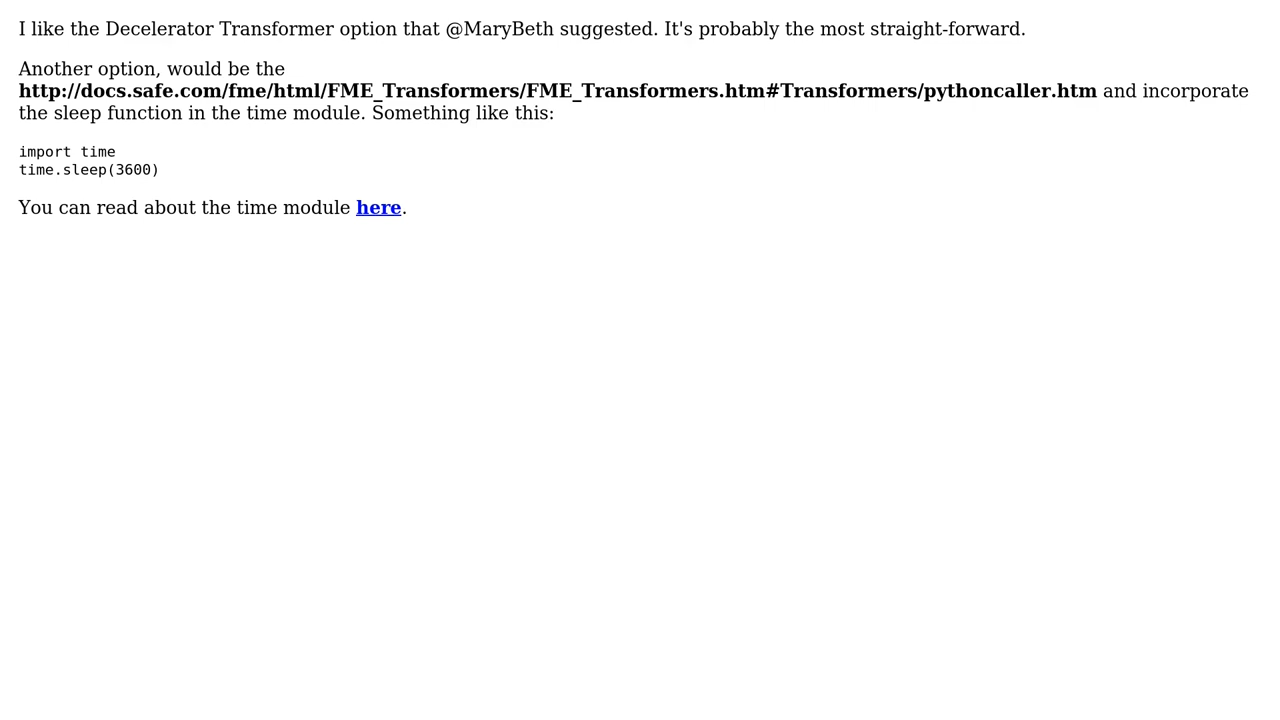 I like the Decelerator Transformer option that @MaryBeth suggested. It's probably the most straight-forward.
Another option, would be the
http://docs.safe.com/fme/html/FME_Transformers/FME_Transformers.htm#Transformers/pythoncaller.htm and incorporate
the sleep function in the time module. Something like this:
import time
time.sleep(3600)
You can read about the time module here.